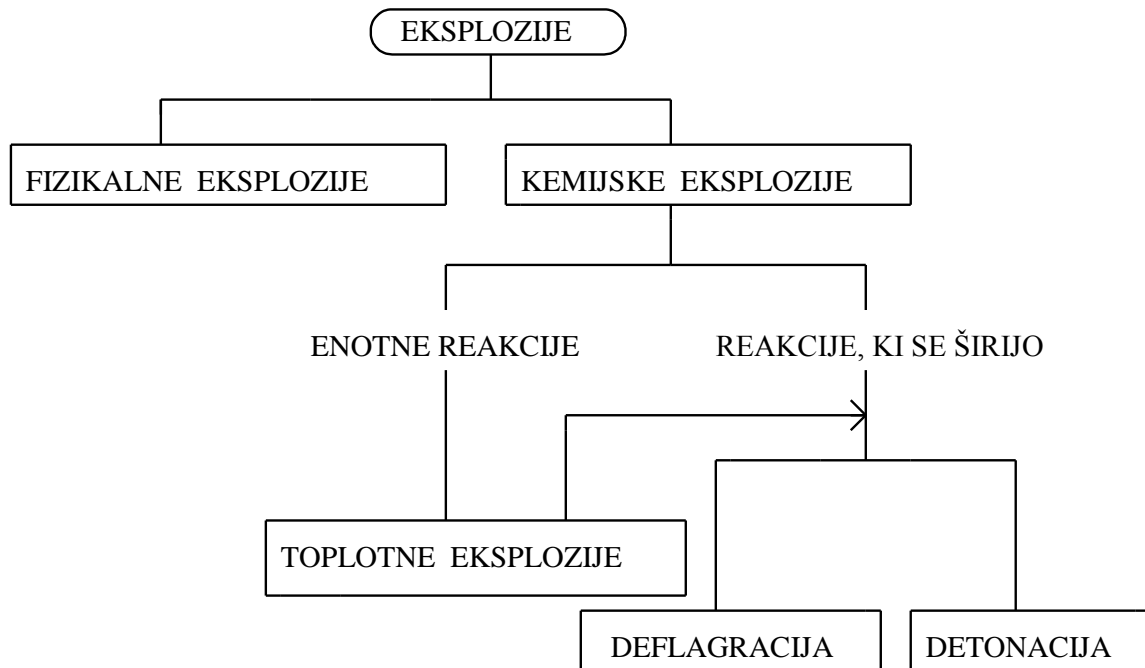 EKSPLOZIJE
FIZIKALNE EKSPLOZIJE
KEMIJSKE EKSPLOZIJE
ENOTNE REAKCIJE
REAKCIJE, KI SE ŠIRIJO
TOPLOTNE EKSPLOZIJE
DEFLAGRACIJA
DETONACIJA